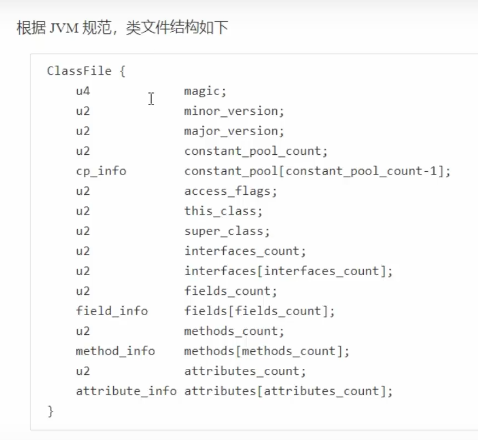 根据 JVM 规范，类文件结构如下
ClassFile {
u4 magic;
u2 minor_version;
u2 major_version;
u2 constant_pool_count;
cp_info constant_pool[constant_pool_count-1];
u2 access_flags;
u2 this_class;
u2 super_class;
u2 interfaces_count;
u2 interfaces[interfaces_count];
u2 fields_count;
field_info fields[fields_count];
u2 methods_count;
method_info methods[methods_count];
u2 attributes_count;
attribute_info attributes[attributes_count];
}